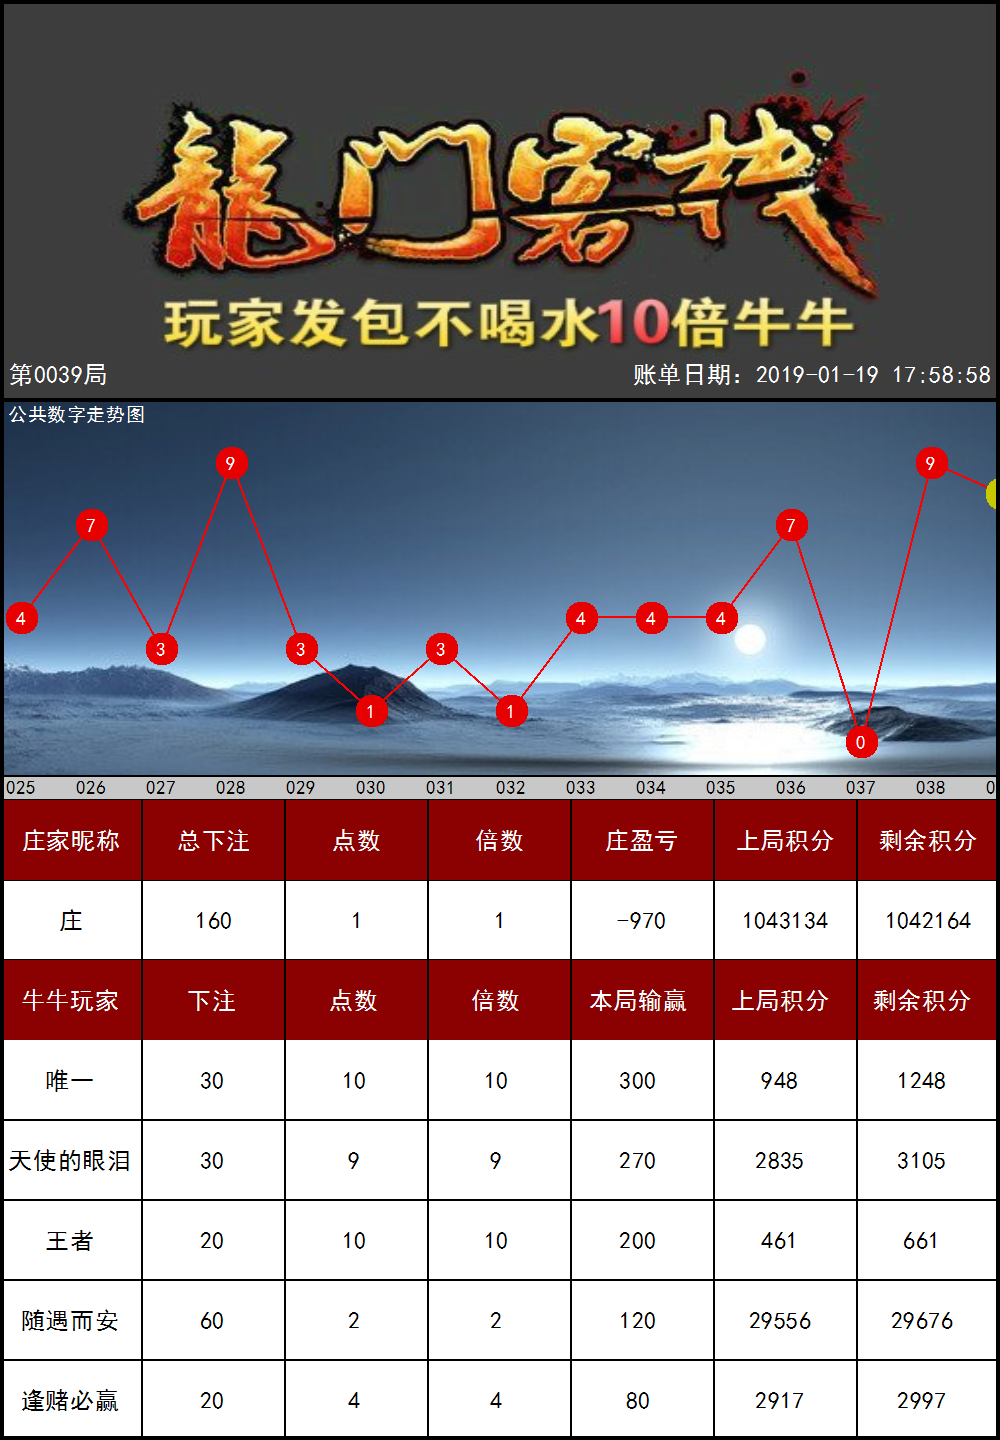 龍门客栈
玩家发包不喝水10倍牛牛
第0039局 账单日期：2019-01-19 17:58:58
公共数字走势图
4 7 3 9 3 1 3 1 4 4 4 7 0 9
025 026 027 028 029 030 031 032 033 034 035 036 037 038 0
庄家昵称 总下注 点数 倍数 庄盈亏 上局积分 剩余积分
庄 160 1 1 -970 1043134 1042164
牛牛玩家 下注 点数 倍数 本局输赢 上局积分 剩余积分
唯一 30 10 10 300 948 1248
天使的眼泪 30 9 9 270 2835 3105
王者 20 10 10 200 461 661
随遇而安 60 2 2 120 29556 29676
逢赌必赢 20 4 4 80 2917 2997